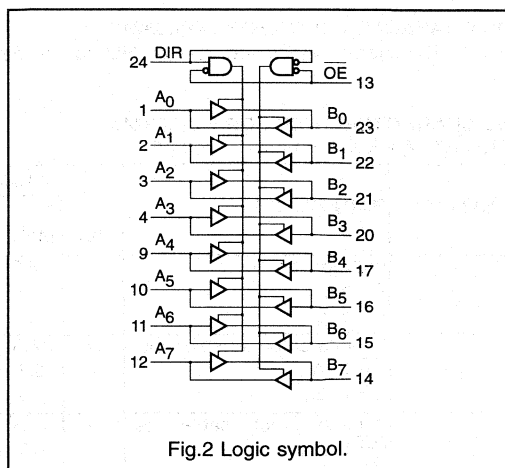 24 DIR
OE 13
1 A0
B0 23
2 A1
B1 22
3 A2
B2 21
4 A3
B3 20
9 A4
B4 17
10 A5
B5 16
11 A6
B6 15
12 A7
B7 14
Fig.2 Logic symbol.